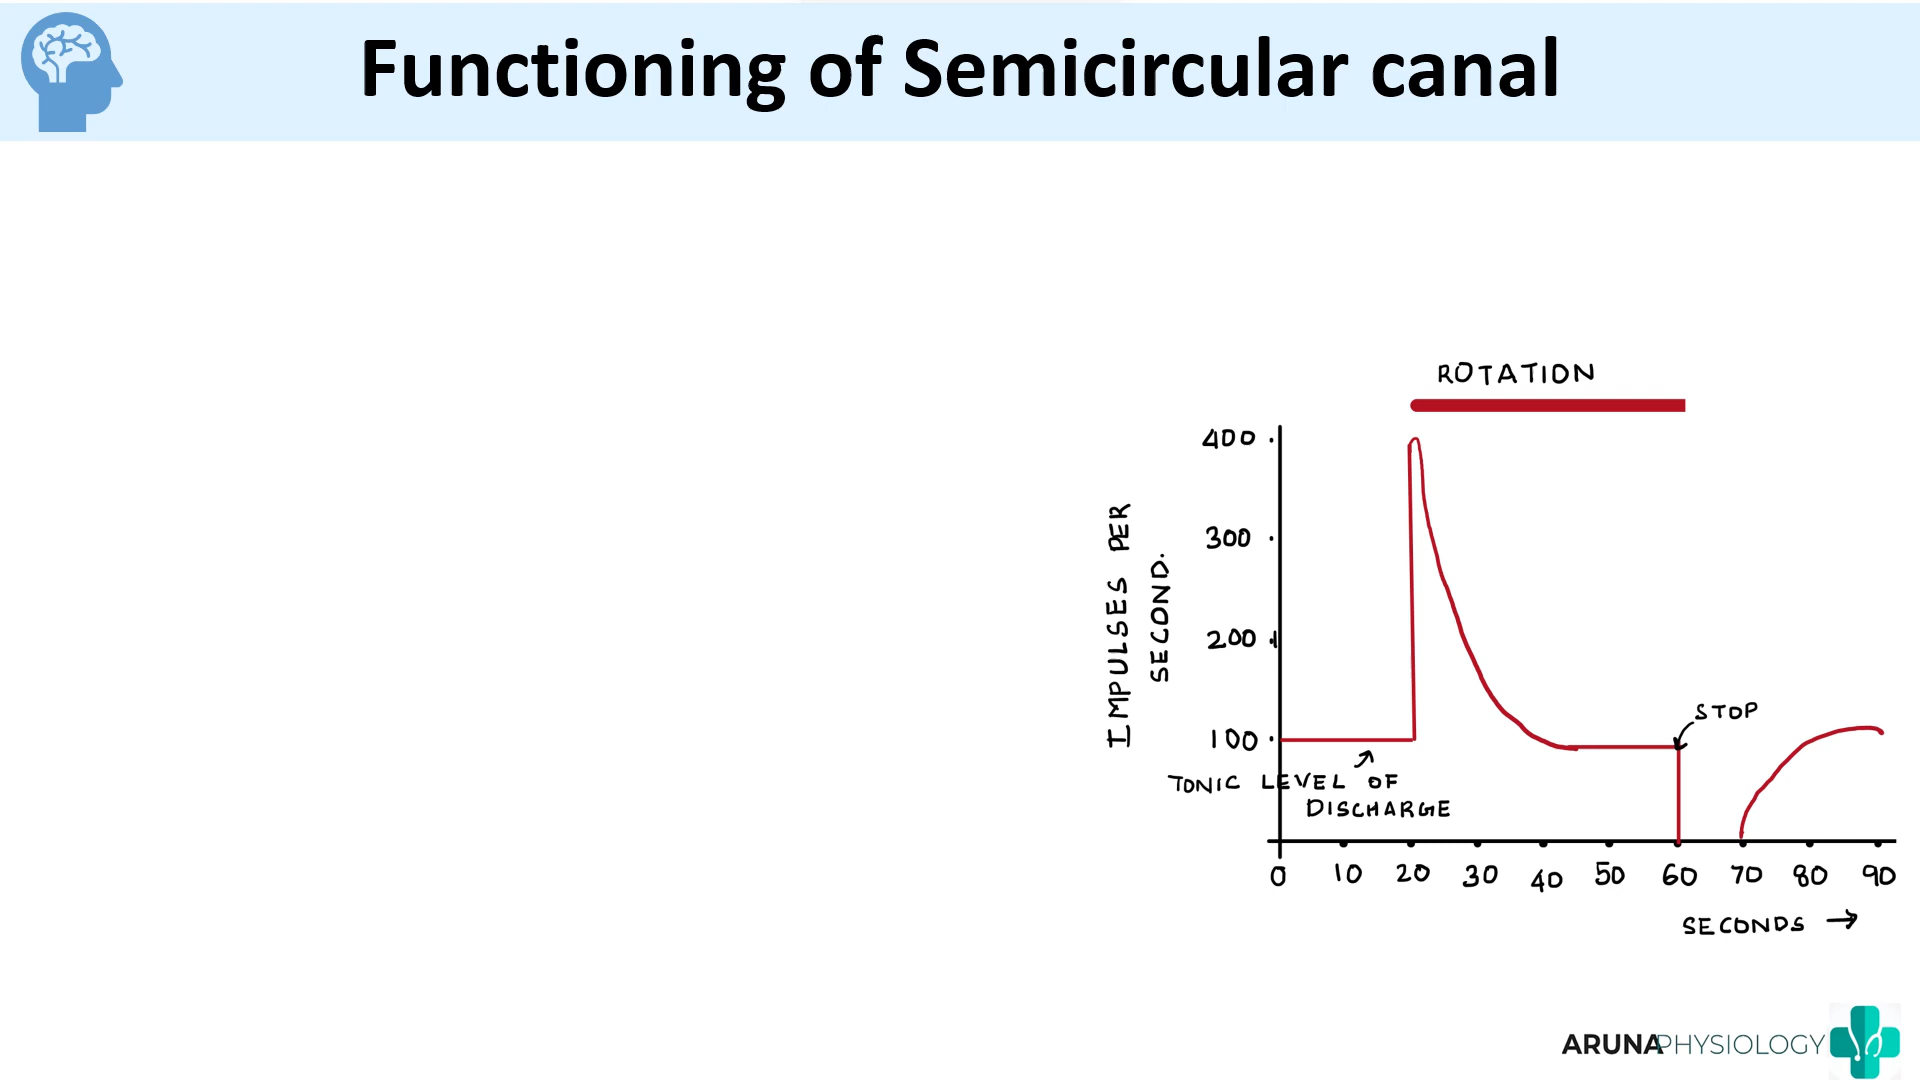 Functioning of Semicircular canal
ROTATION
400
300
200
100
IMPULSES PER
SECOND.
STOP
TONIC LEVEL OF
DISCHARGE
0 10 20 30 40 50 60 70 80 90
SECONDS →
ARUNAPHYSIOLOGY